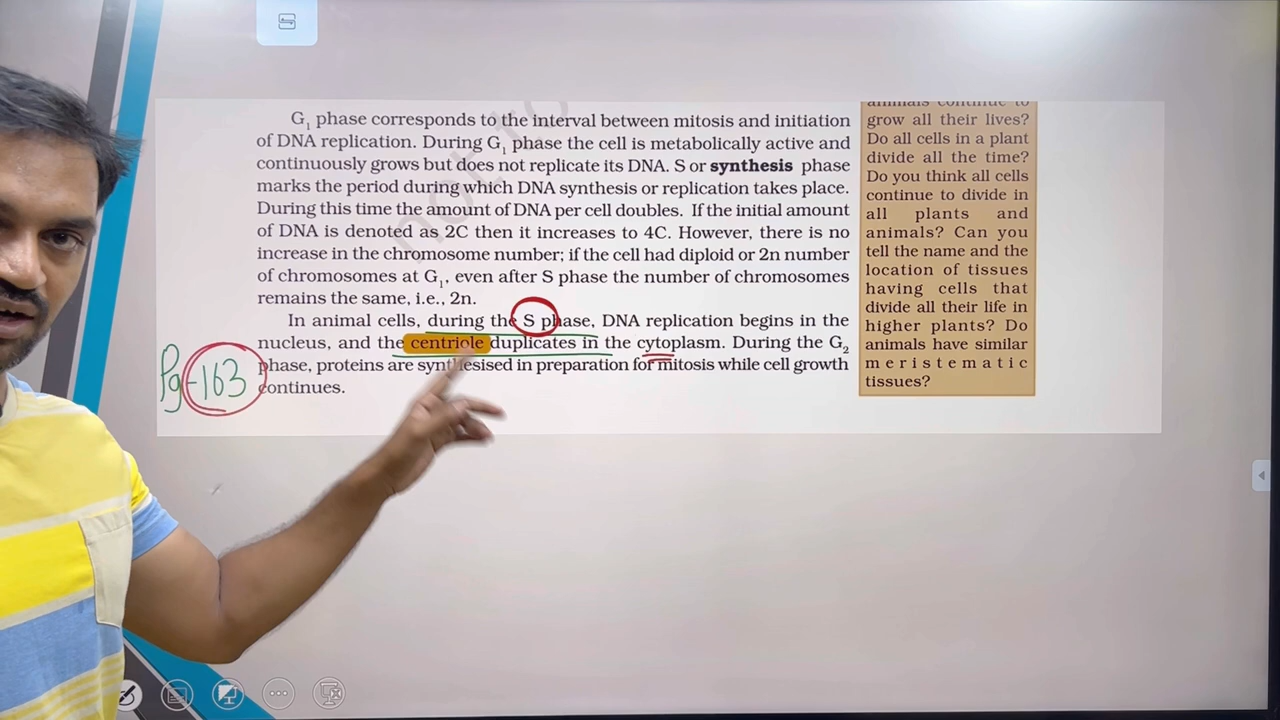 G₁ phase corresponds to the interval between mitosis and initiation
of DNA replication. During G₁ phase the cell is metabolically active and
continuously grows but does not replicate its DNA. S or synthesis phase
marks the period during which DNA synthesis or replication takes place.
During this time the amount of DNA per cell doubles. If the initial amount
of DNA is denoted as 2C then it increases to 4C. However, there is no
increase in the chromosome number; if the cell had diploid or 2n number
of chromosomes at G₁, even after S phase the number of chromosomes
remains the same, i.e., 2n.
In animal cells, during the S phase, DNA replication begins in the
nucleus, and the centriole duplicates in the cytoplasm. During the G₂
phase, proteins are synthesised in preparation for mitosis while cell growth
continues.
Pg-163
animals continue to
grow all their lives?
Do all cells in a plant
divide all the time?
Do you think all cells
continue to divide in
all plants and
animals? Can you
tell the name and the
location of tissues
having cells that
divide all their life in
higher plants? Do
animals have similar
meristematic
tissues?
not to